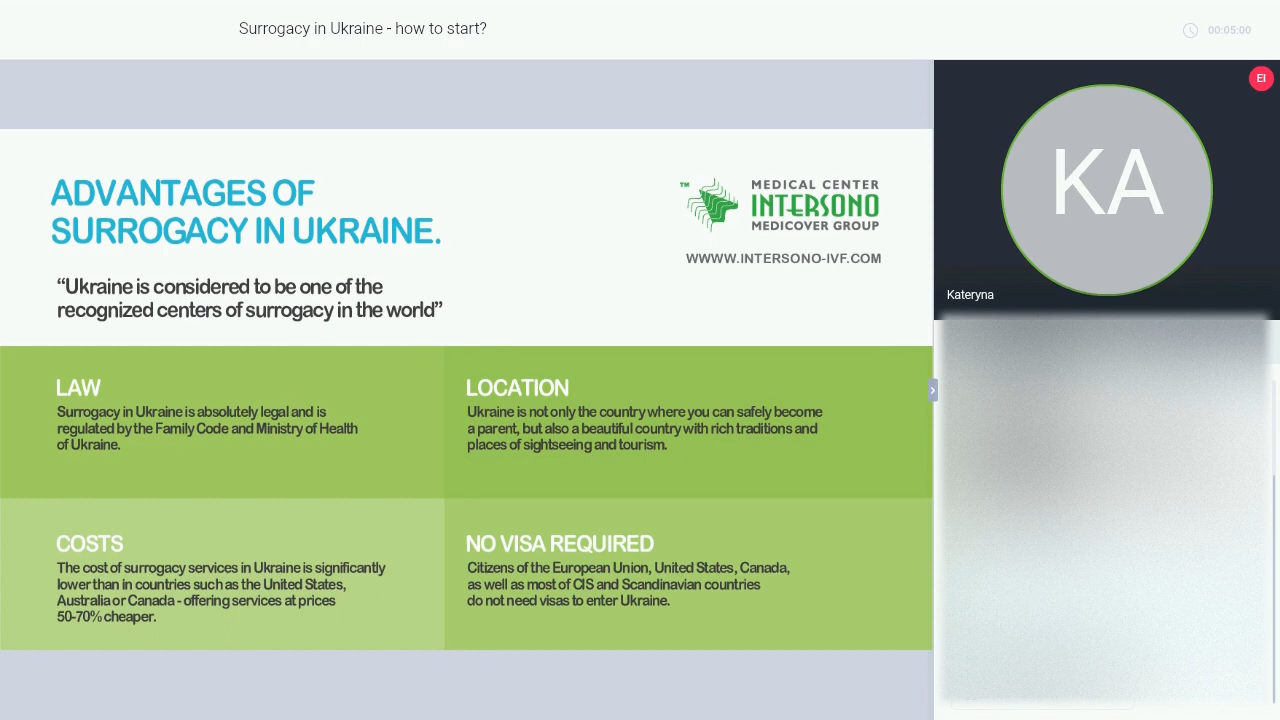 Surrogacy in Ukraine - how to start?
00:05:00
EI
KA
Kateryna
ADVANTAGES OF
SURROGACY IN UKRAINE.
“Ukraine is considered to be one of the
recognized centers of surrogacy in the world”
TM
MEDICAL CENTER
INTERSONO
MEDICOVER GROUP
WWWW.INTERSONO-IVF.COM
LAW
Surrogacy in Ukraine is absolutely legal and is
regulated by the Family Code and Ministry of Health
of Ukraine.
LOCATION
Ukraine is not only the country where you can safely become
a parent, but also a beautiful country with rich traditions and
places of sightseeing and tourism.
COSTS
The cost of surrogacy services in Ukraine is significantly
lower than in countries such as the United States,
Australia or Canada - offering services at prices
50-70% cheaper.
NO VISA REQUIRED
Citizens of the European Union, United States, Canada,
as well as most of CIS and Scandinavian countries
do not need visas to enter Ukraine.